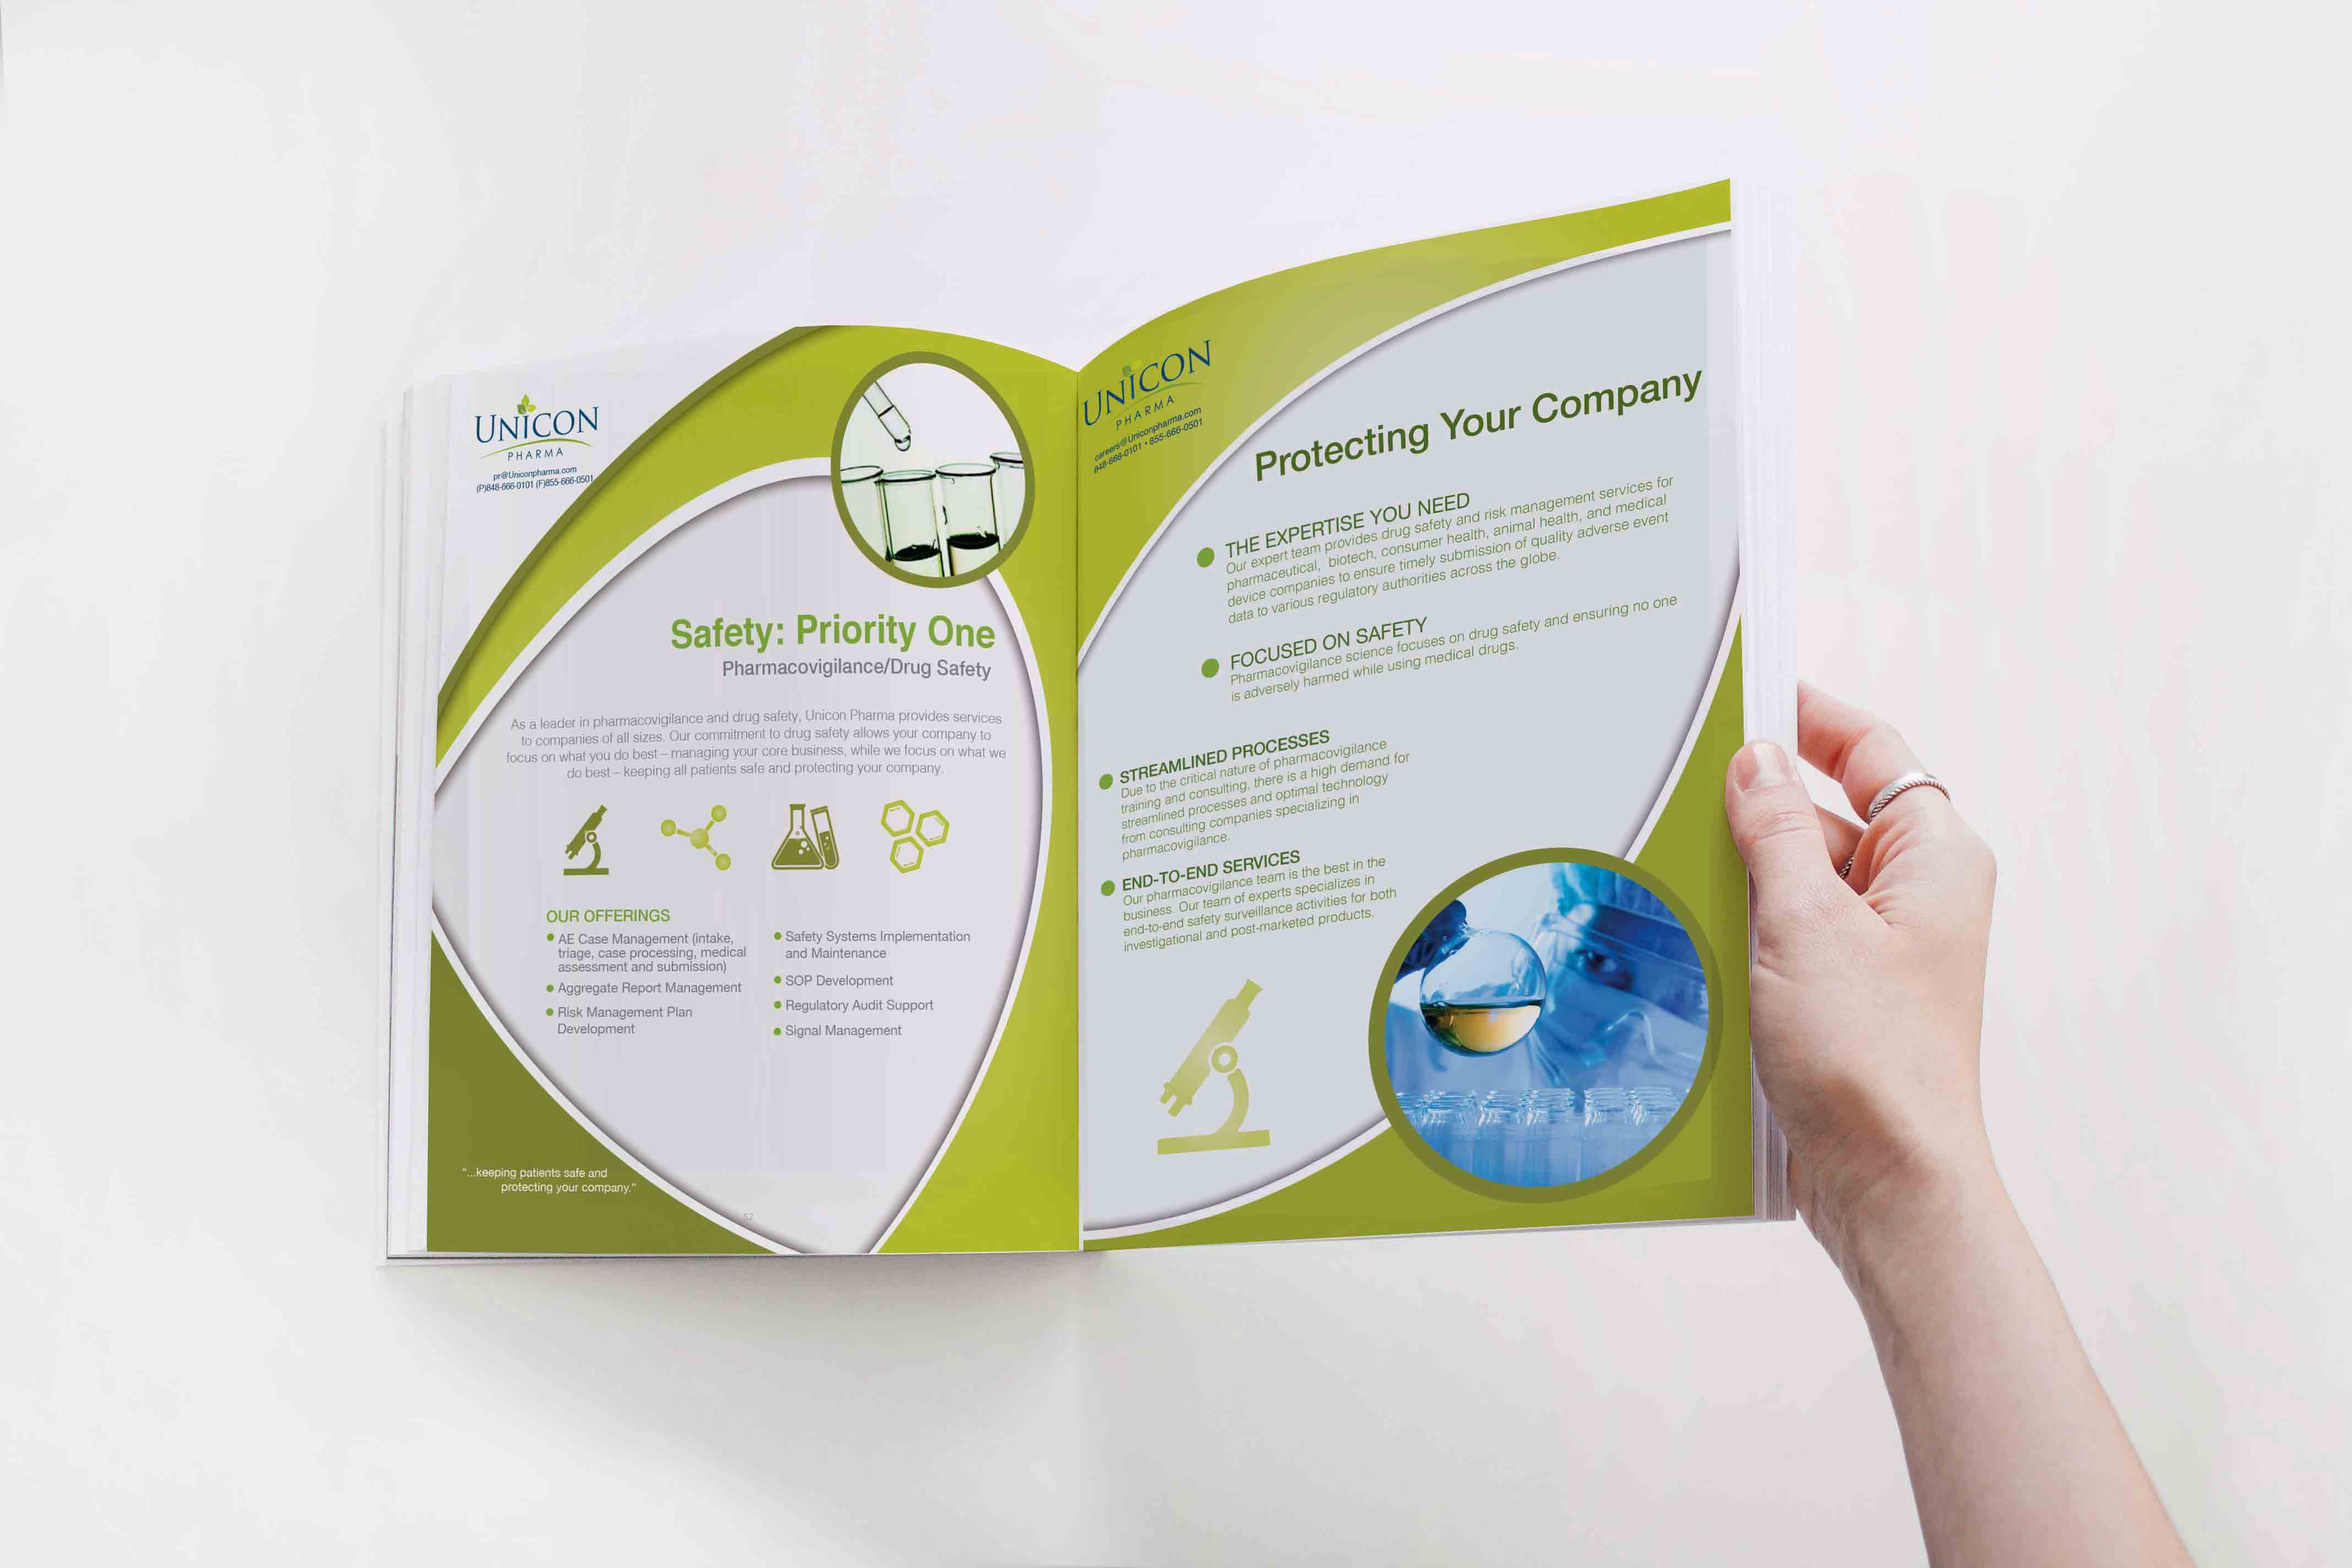 UNICON
PHARMA
pr@Uniconpharma.com
(P)848-666-0101 (F)855-666-0501
Safety: Priority One
Pharmacovigilance/Drug Safety
As a leader in pharmacovigilance and drug safety, Unicon Pharma provides services
to companies of all sizes. Our commitment to drug safety allows your company to
focus on what you do best – managing your core business, while we focus on what we
do best – keeping all patients safe and protecting your company.
OUR OFFERINGS
AE Case Management (intake,
triage, case processing, medical
assessment and submission)
Aggregate Report Management
Risk Management Plan
Development
Safety Systems Implementation
and Maintenance
SOP Development
Regulatory Audit Support
Signal Management
"...keeping patients safe and
protecting your company."
52
UNICON
PHARMA
careers@Uniconpharma.com
848-666-0101 • 855-666-0501
Protecting Your Company
THE EXPERTISE YOU NEED
Our expert team provides drug safety and risk management services for
pharmaceutical, biotech, consumer health, animal health, and medical
device companies to ensure timely submission of quality adverse event
data to various regulatory authorities across the globe.
FOCUSED ON SAFETY
Pharmacovigilance science focuses on drug safety and ensuring no one
is adversely harmed while using medical drugs.
STREAMLINED PROCESSES
Due to the critical nature of pharmacovigilance
training and consulting, there is a high demand for
streamlined processes and optimal technology
from consulting companies specializing in
pharmacovigilance.
END-TO-END SERVICES
Our pharmacovigilance team is the best in the
business. Our team of experts specializes in
end-to-end safety surveillance activities for both
investigational and post-marketed products.